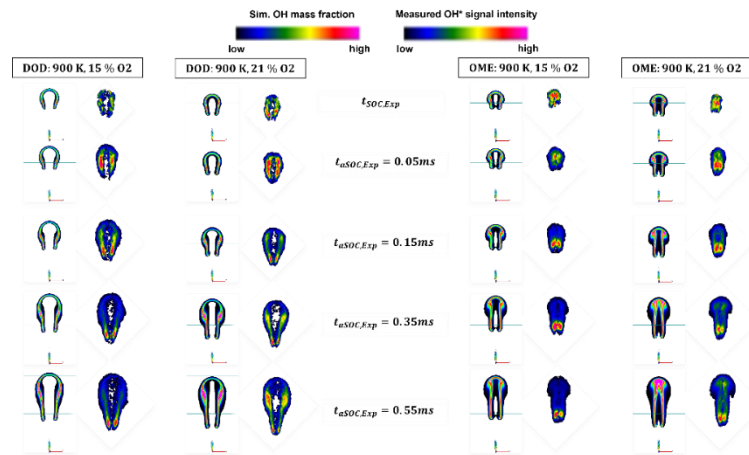 Sim. OH mass fraction
Measured OH* signal intensity
low high low high
DOD: 900 K, 15 % O2
DOD: 900 K, 21 % O2
OME: 900 K, 15 % O2
OME: 900 K, 21 % O2
t_SOC,Exp
t_aSOC,Exp = 0.05ms
t_aSOC,Exp = 0.15ms
t_aSOC,Exp = 0.35ms
t_aSOC,Exp = 0.55ms